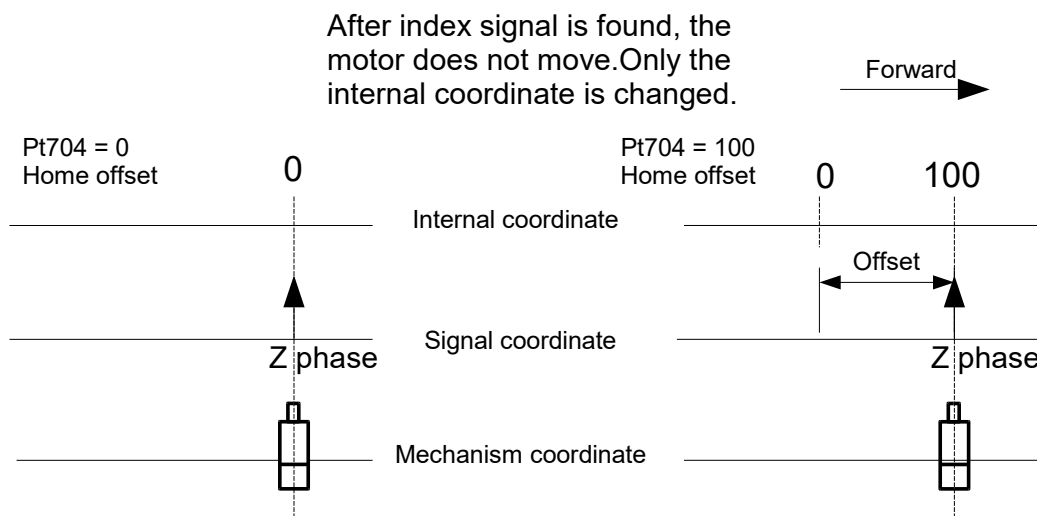 After index signal is found, the
motor does not move.Only the
internal coordinate is changed.
Forward
Pt704 = 0
Home offset
0
Pt704 = 100
Home offset
0
100
Internal coordinate
Offset
Signal coordinate
Z phase
Z phase
Mechanism coordinate